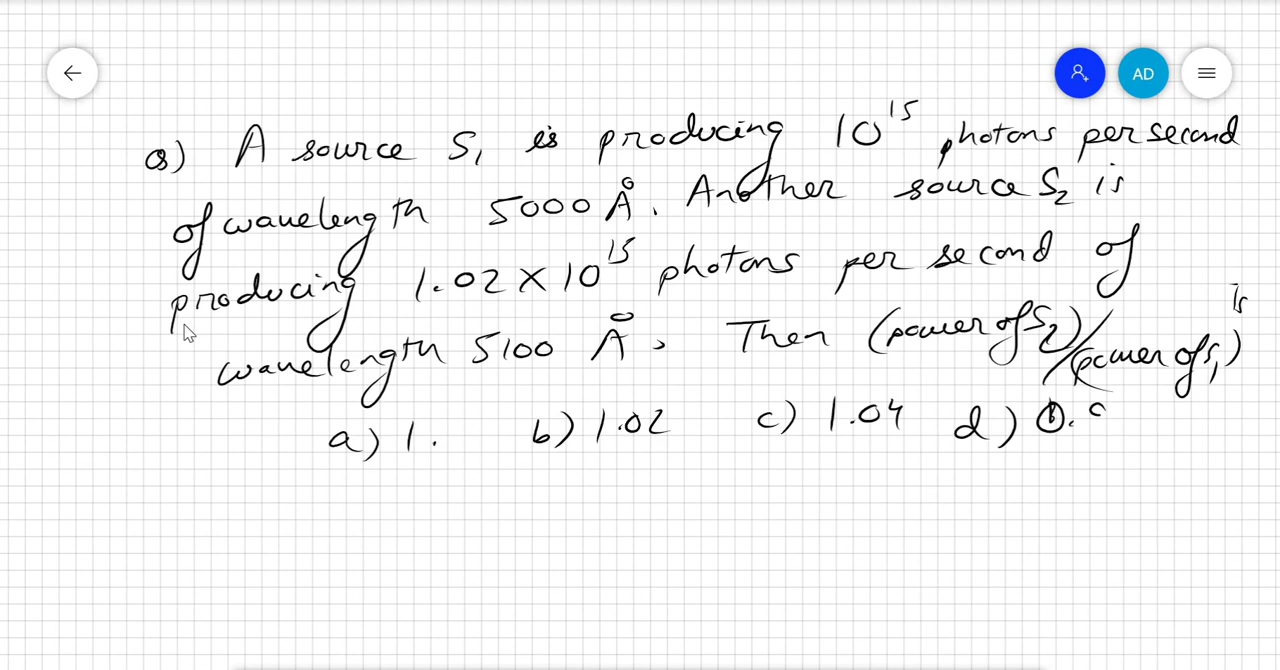 AD
Q) A source S₁ is producing 10¹⁵ photons per second
of wavelength 5000 Å. Another source S₂ is
producing 1.02 × 10¹⁵ photons per second of
wavelength 5100 Å. Then (power of S₂)/(power of S₁) is
a) 1. b) 1.02 c) 1.04 d) 0.